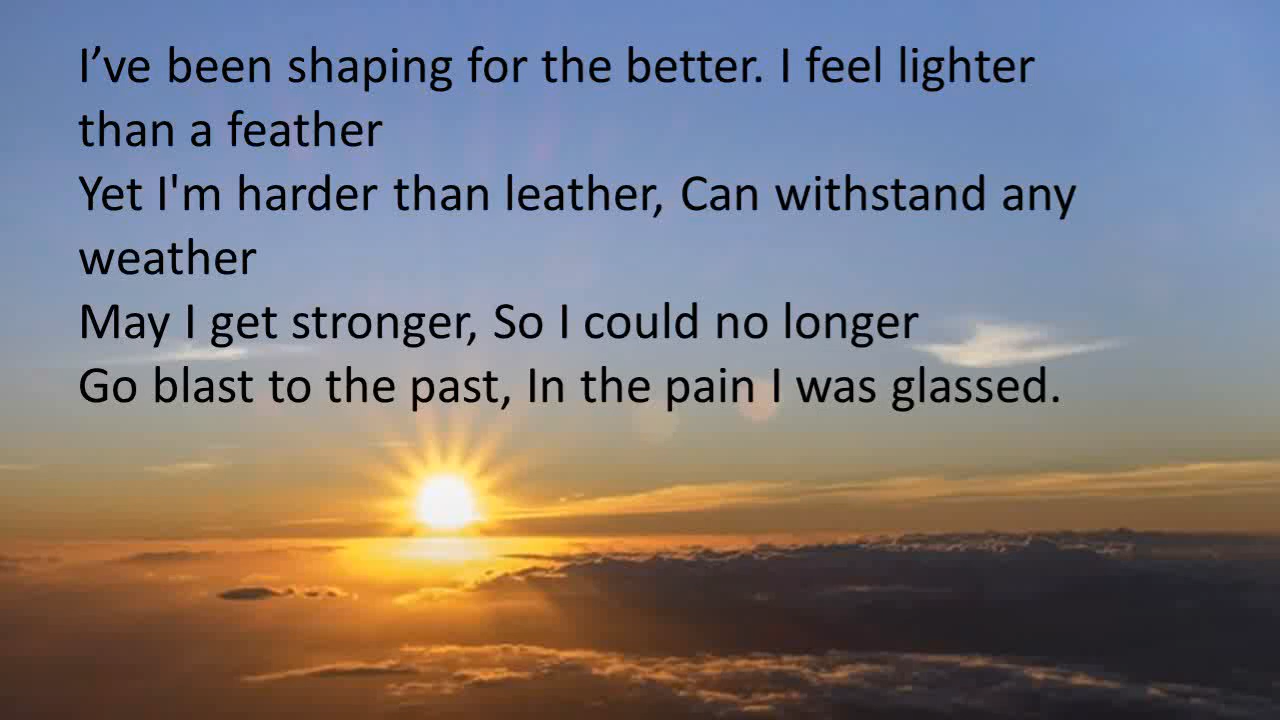 I’ve been shaping for the better. I feel lighter
than a feather
Yet I'm harder than leather, Can withstand any
weather
May I get stronger, So I could no longer
Go blast to the past, In the pain I was glassed.